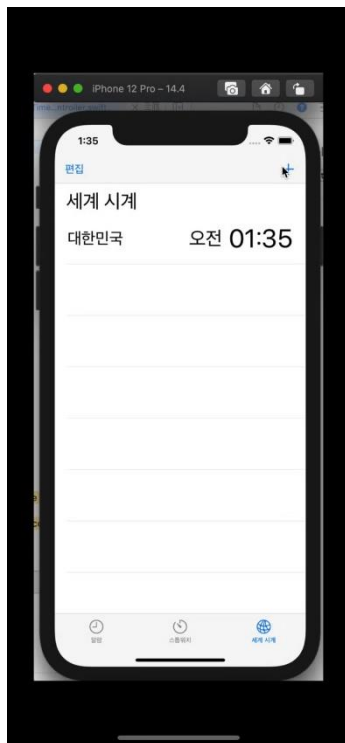 iPhone 12 Pro – 14.4
1:35
편집
+
세계 시계
대한민국 오전 01:35
알람 스톱워치 세계 시계